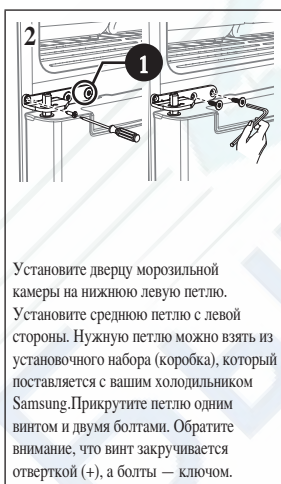 2
1
Установите дверцу морозильной
камеры на нижнюю левую петлю.
Установите среднюю петлю с левой
стороны. Нужную петлю можно взять из
установочного набора (коробка), который
поставляется с вашим холодильником
Samsung.Прикрутите петлю одним
винтом и двумя болтами. Обратите
внимание, что винт закручивается
отверткой (+), а болты — ключом.